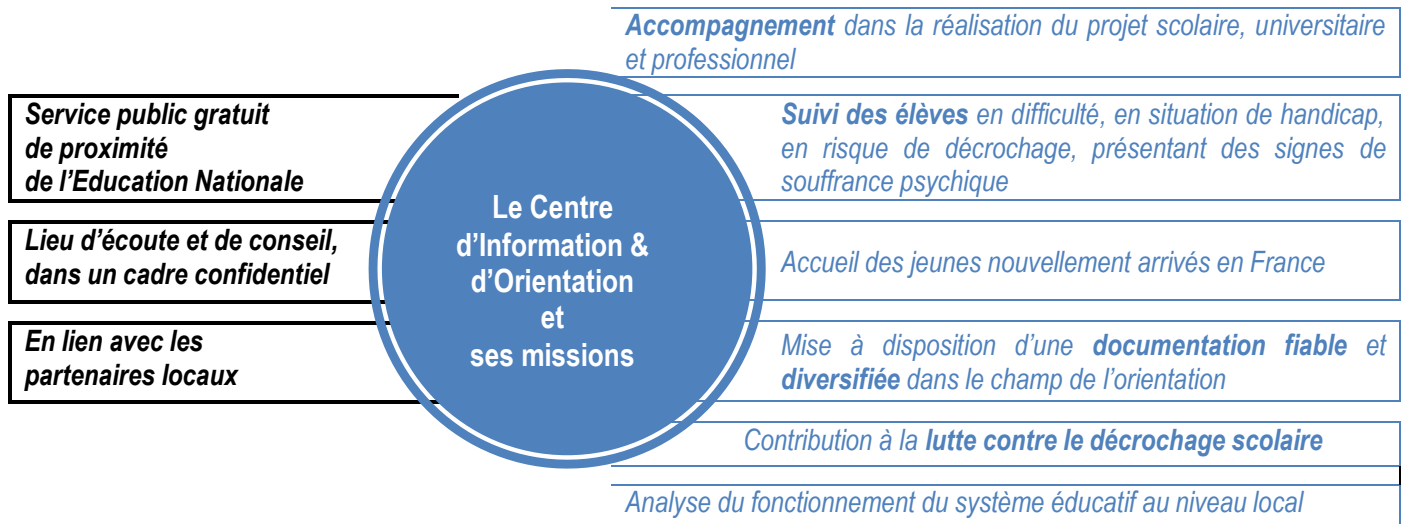 Accompagnement dans la réalisation du projet scolaire, universitaire
et professionnel
Service public gratuit
de proximité
de l'Education Nationale
Suivi des élèves en difficulté, en situation de handicap,
en risque de décrochage, présentant des signes de
souffrance psychique
Le Centre
d'Information &
d'Orientation
et
ses missions
Lieu d'écoute et de conseil,
dans un cadre confidentiel
Accueil des jeunes nouvellement arrivés en France
En lien avec les
partenaires locaux
Mise à disposition d'une documentation fiable et
diversifiée dans le champ de l'orientation
Contribution à la lutte contre le décrochage scolaire
Analyse du fonctionnement du système éducatif au niveau local